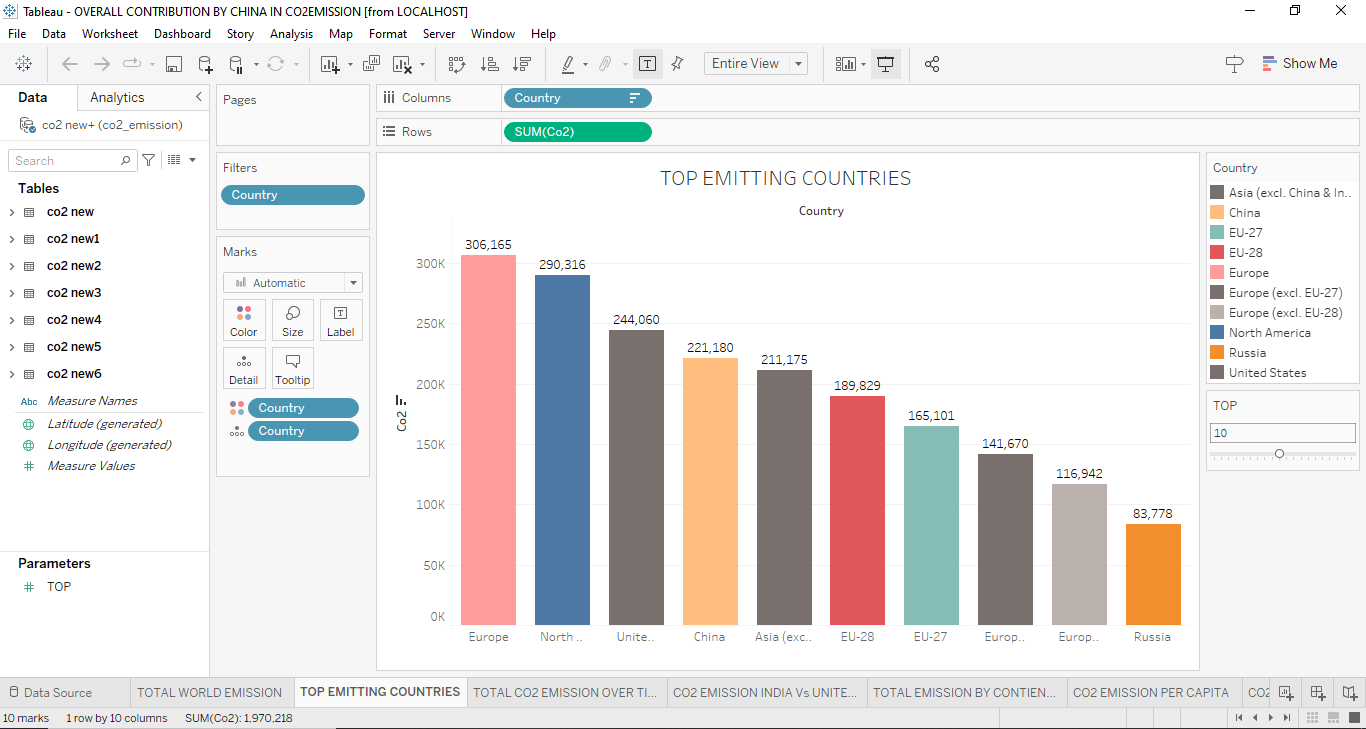 Tableau - OVERALL CONTRIBUTION BY CHINA IN CO2EMISSION [from LOCALHOST]
File Data Worksheet Dashboard Story Analysis Map Format Server Window Help
Entire View
Show Me
Data Analytics
co2 new+ (co2_emission)
Search
Tables
co2 new
co2 new1
co2 new2
co2 new3
co2 new4
co2 new5
co2 new6
Abc Measure Names
Latitude (generated)
Longitude (generated)
# Measure Values
Parameters
# TOP
Pages
Filters
Country
Marks
Automatic
Color Size Label
Detail Tooltip
Country
Country
Columns Country
Rows SUM(Co2)
TOP EMITTING COUNTRIES
Country
306,165
290,316
244,060
221,180
211,175
189,829
165,101
141,670
116,942
83,778
Co2
300K
250K
200K
150K
100K
50K
0K
Europe North .. Unite.. China Asia (exc.. EU-28 EU-27 Europ.. Europ.. Russia
Country
Asia (excl. China & In..
China
EU-27
EU-28
Europe
Europe (excl. EU-27)
Europe (excl. EU-28)
North America
Russia
United States
TOP
10
Data Source TOTAL WORLD EMISSION TOP EMITTING COUNTRIES TOTAL CO2 EMISSION OVER TI... CO2 EMISSION INDIA Vs UNITE... TOTAL EMISSION BY CONTIEN... CO2 EMISSION PER CAPITA CO2
10 marks 1 row by 10 columns SUM(Co2): 1,970,218